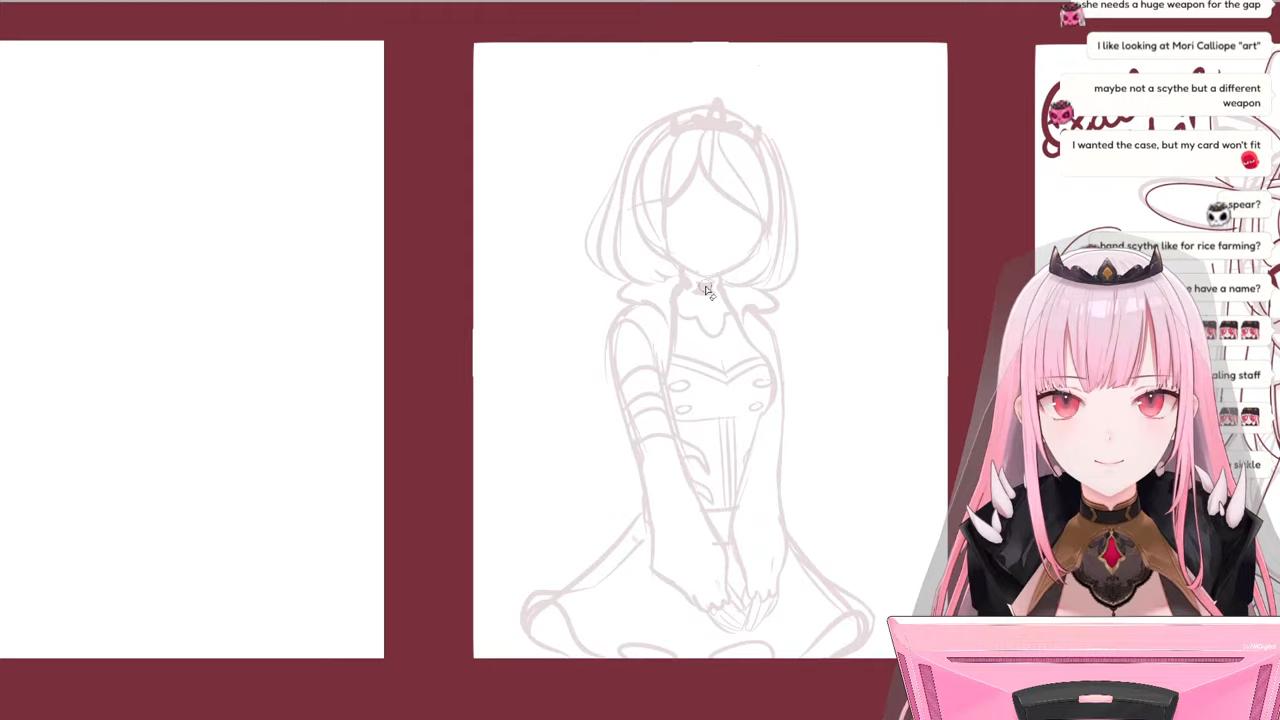 she needs a huge weapon for the gap
I like looking at Mori Calliope "art"
maybe not a scythe but a different
weapon
I wanted the case, but my card won't fit
spear?
hand scythe like for rice farming?
e have a name?
aling staff
sickle